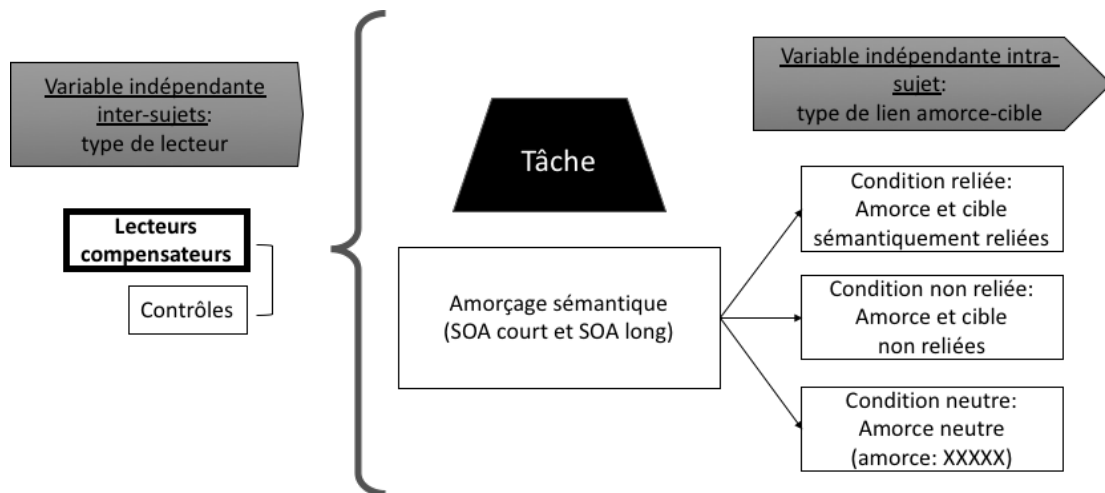 Variable indépendante
inter-sujets:
type de lecteur
Lecteurs
compensateurs
Contrôles
Tâche
Amorçage sémantique
(SOA court et SOA long)
Variable indépendante intra-
sujet:
type de lien amorce-cible
Condition reliée:
Amorce et cible
sémantiquement reliées
Condition non reliée:
Amorce et cible
non reliées
Condition neutre:
Amorce neutre
(amorce: XXXXX)